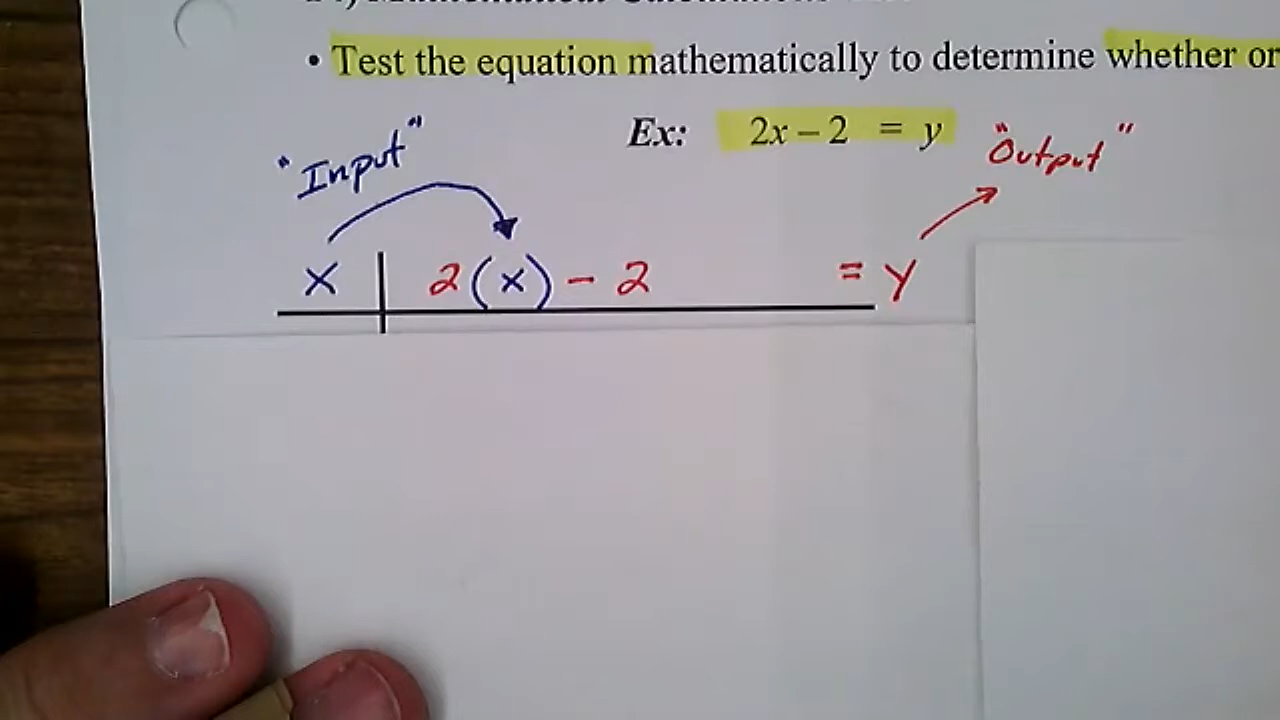 • Test the equation mathematically to determine whether or
Ex: 2x – 2 = y
"Input"
"Output"
x | 2(x) - 2 = y